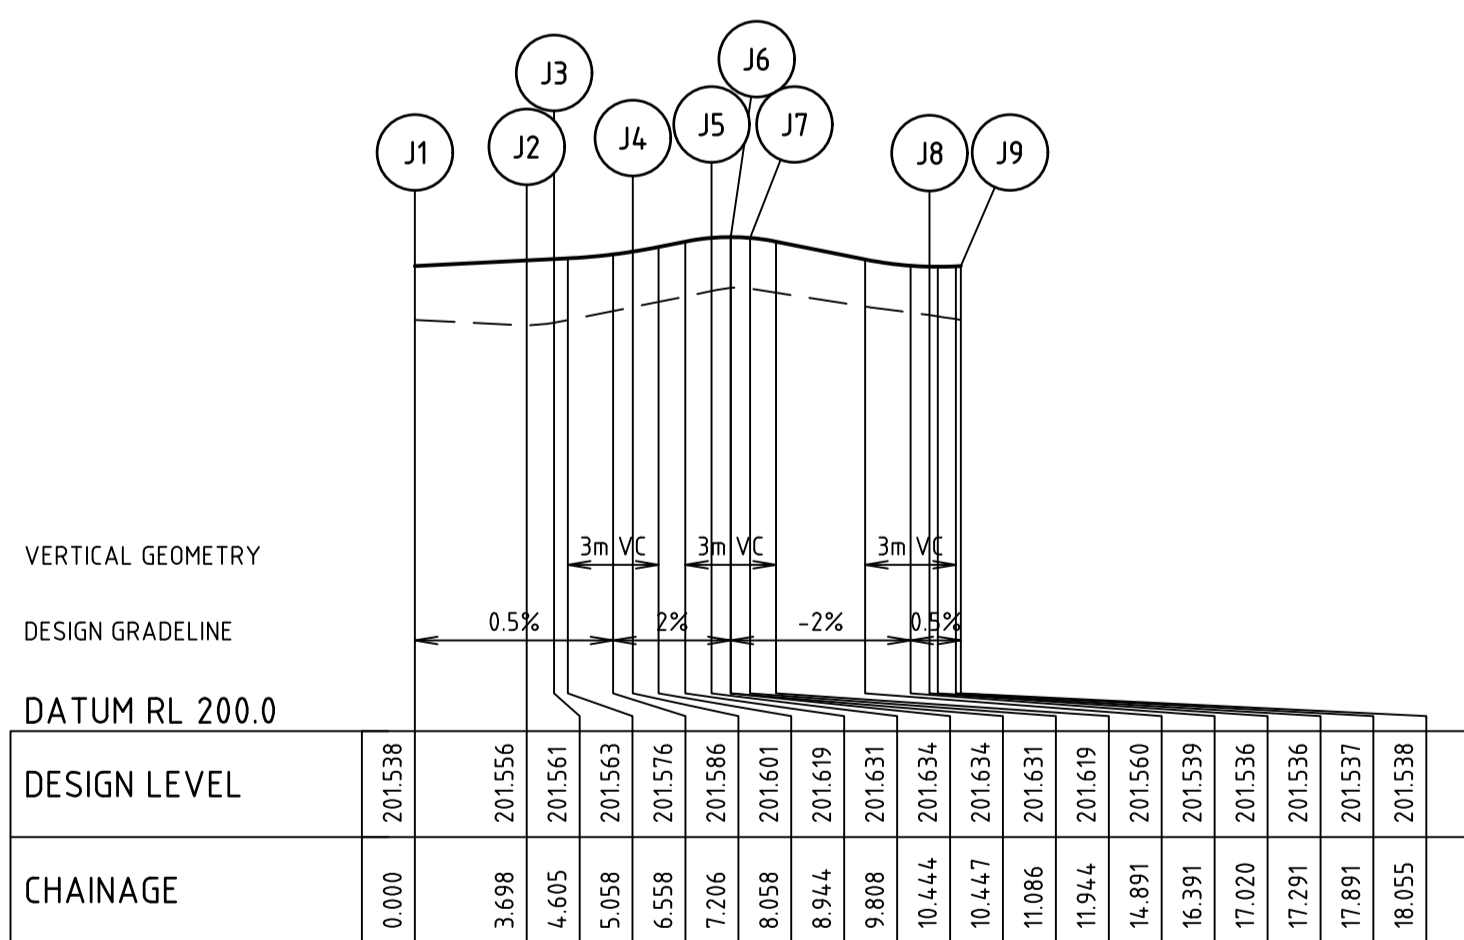 J6
J3
J5
J7
J4
J2
J1
J8
J9
VERTICAL GEOMETRY
3m VC
3m VC
3m VC
DESIGN GRADELINE
0.5%
2%
-2%
0.5%
DATUM RL 200.0
DESIGN LEVEL
201.538
201.556
201.561
201.563
201.576
201.586
201.601
201.619
201.631
201.634
201.634
201.631
201.619
201.560
201.539
201.536
201.536
201.537
201.538
CHAINAGE
0.000
3.698
4.605
5.058
6.558
7.206
8.058
8.944
9.808
10.444
10.447
11.086
11.944
14.891
16.391
17.020
17.291
17.891
18.055